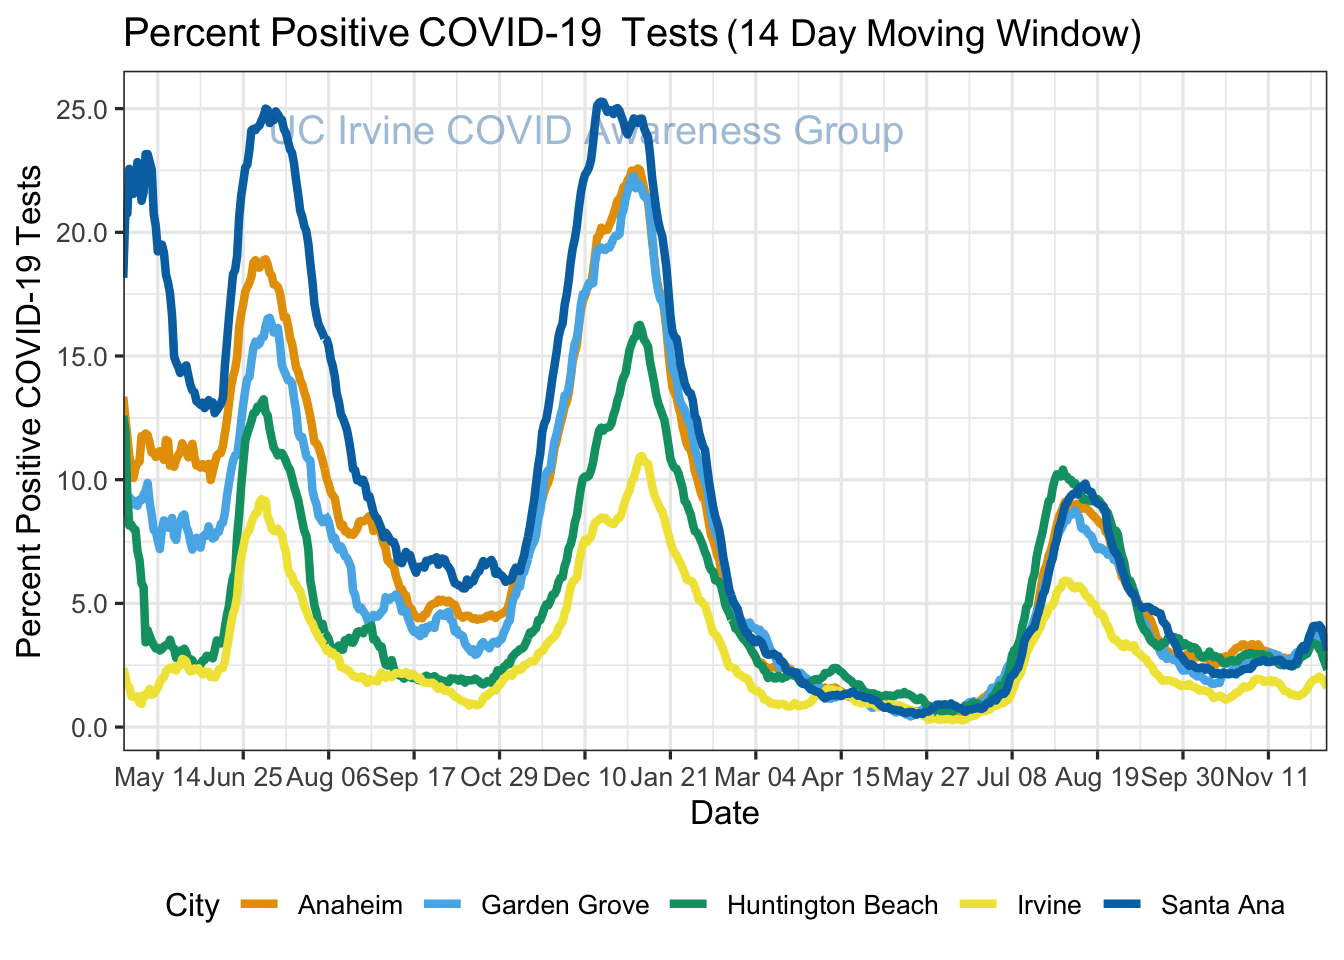 Percent Positive COVID-19  Tests (14 Day Moving Window)
Percent Positive COVID-19 Tests
25.0
20.0
15.0
10.0
5.0
0.0
UC Irvine COVID Awareness Group
May 14 Jun 25 Aug 06 Sep 17 Oct 29 Dec 10 Jan 21 Mar 04 Apr 15 May 27 Jul 08 Aug 19 Sep 30 Nov 11
Date
City Anaheim Garden Grove Huntington Beach Irvine Santa Ana